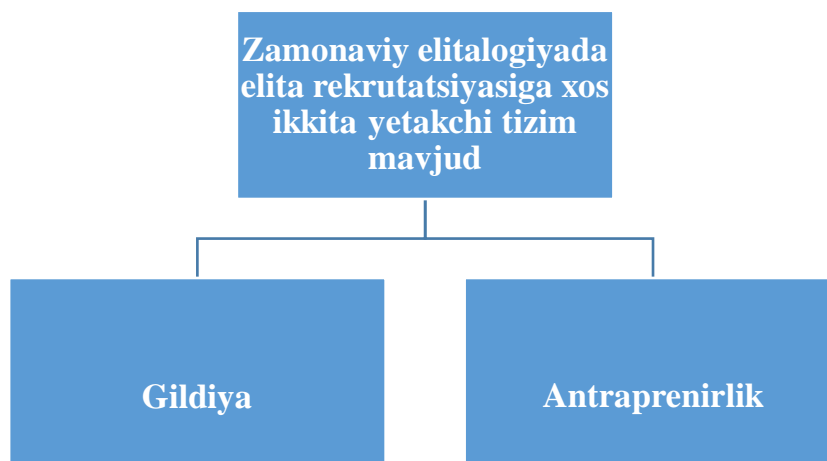 Zamonaviy elitalogiyada
elita rekrutatsiyasiga xos
ikkita yetakchi tizim
mavjud
Gildiya
Antraprenirlik